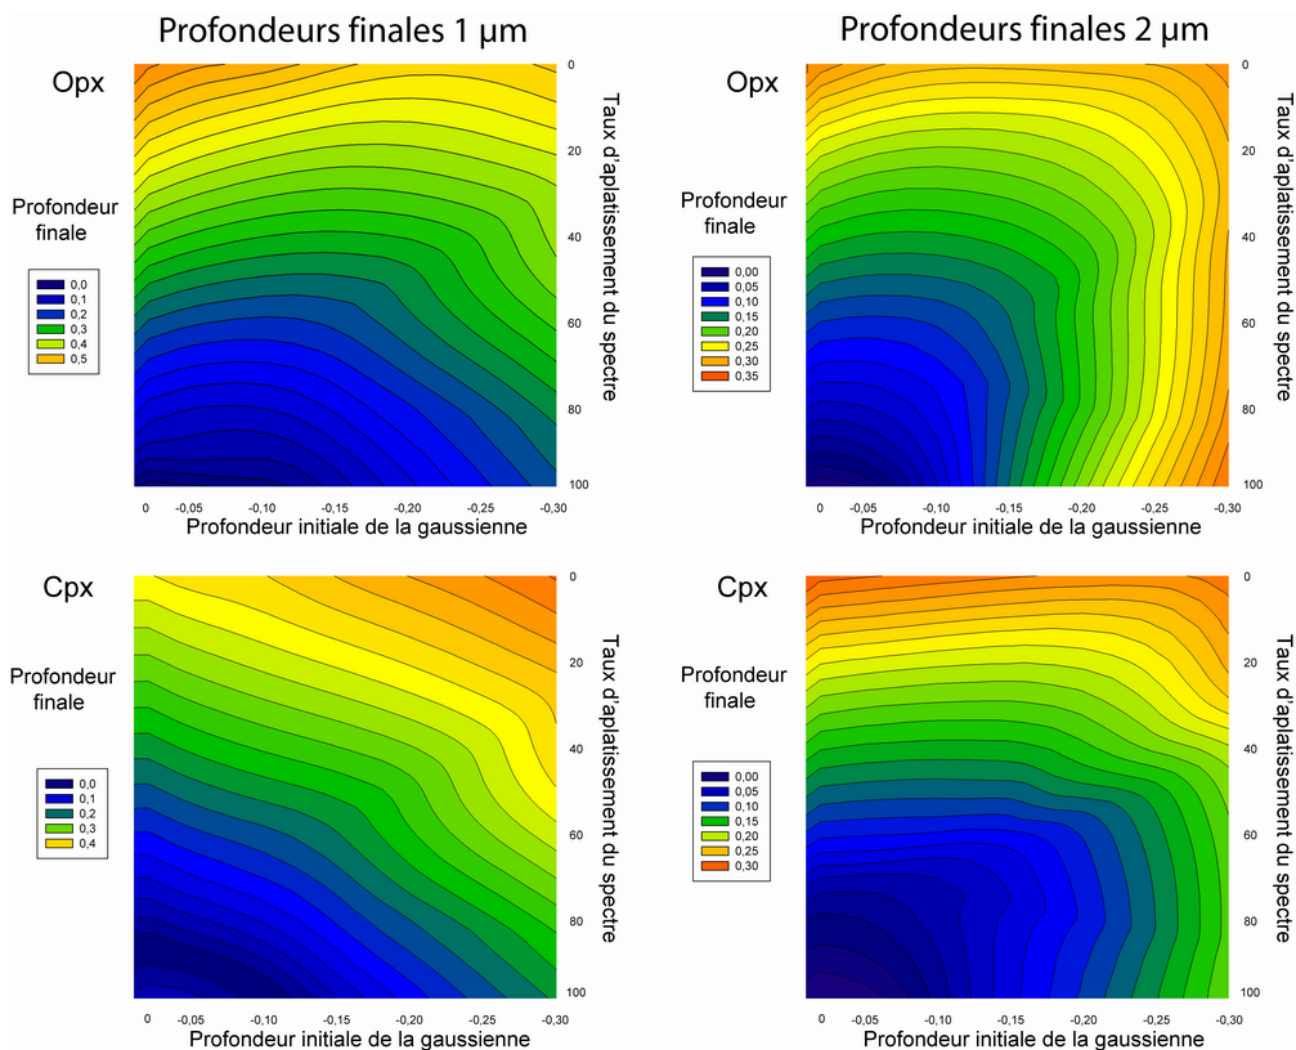 Profondeurs finales 1 µm
Opx
Profondeur
finale
0,0
0,1
0,2
0,3
0,4
0,5
0
20
40
60
80
100
Taux d'aplatissement du spectre
0 -0,05 -0,10 -0,15 -0,20 -0,25 -0,30
Profondeur initiale de la gaussienne
Profondeurs finales 2 µm
Opx
Profondeur
finale
0,00
0,05
0,10
0,15
0,20
0,25
0,30
0,35
0
20
40
60
80
100
Taux d'aplatissement du spectre
0 -0,05 -0,10 -0,15 -0,20 -0,25 -0,30
Profondeur initiale de la gaussienne
Cpx
Profondeur
finale
0,0
0,1
0,2
0,3
0,4
0
20
40
60
80
100
Taux d'aplatissement du spectre
0 -0,05 -0,10 -0,15 -0,20 -0,25 -0,30
Profondeur initiale de la gaussienne
Cpx
Profondeur
finale
0,00
0,05
0,10
0,15
0,20
0,25
0,30
0
20
40
60
80
100
Taux d'aplatissement du spectre
0 -0,05 -0,10 -0,15 -0,20 -0,25 -0,30
Profondeur initiale de la gaussienne